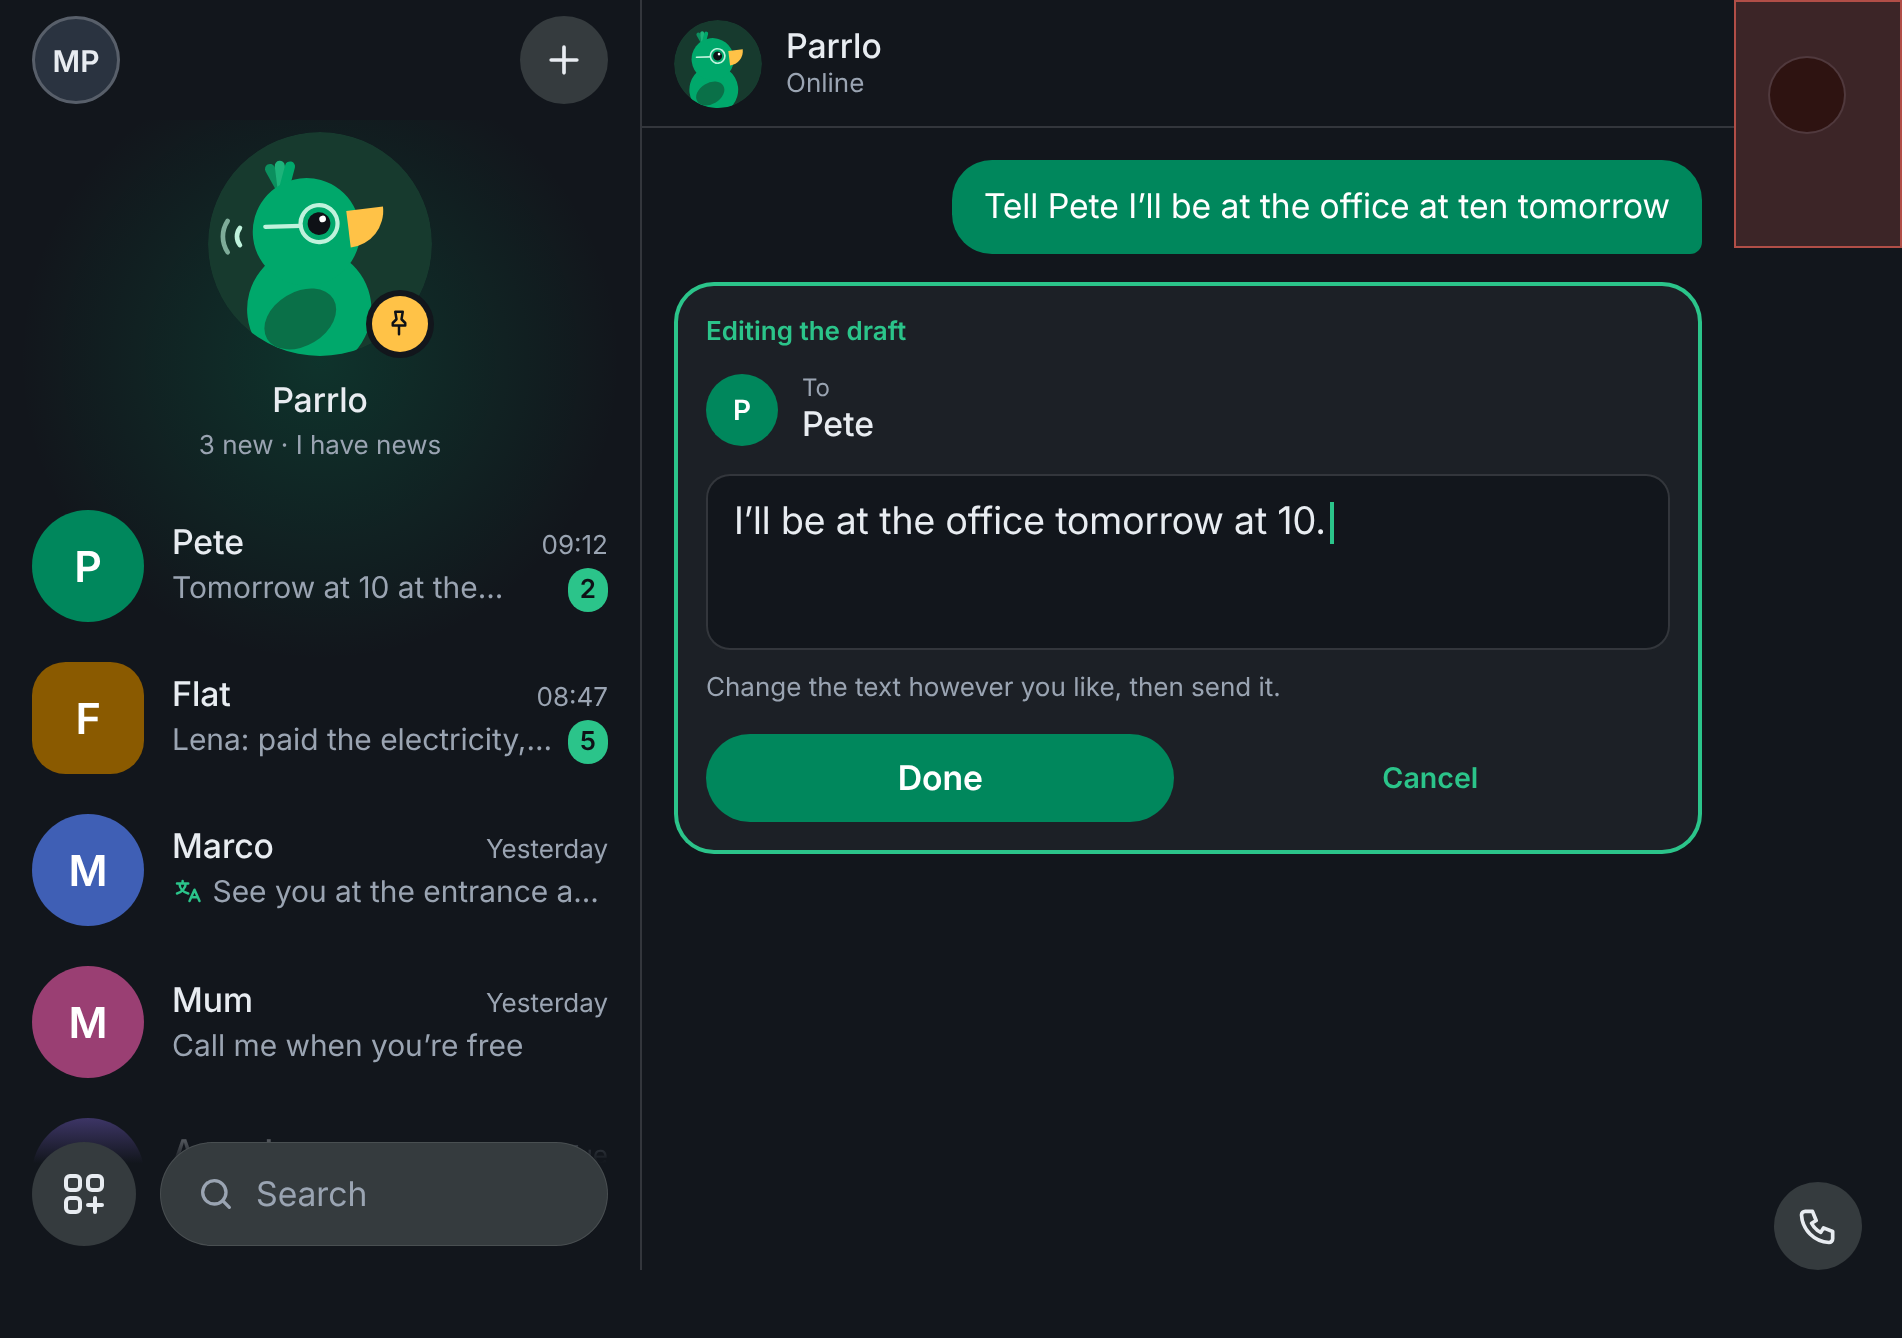 MP
Parrlo
3 new · I have news
P
Pete
09:12
Tomorrow at 10 at the...
2
F
Flat
08:47
Lena: paid the electricity,...
5
M
Marco
Yesterday
See you at the entrance a...
M
Mum
Yesterday
Call me when you’re free
Search
Parrlo
Online
Tell Pete I’ll be at the office at ten tomorrow
Editing the draft
P
To
Pete
I’ll be at the office tomorrow at 10.
Change the text however you like, then send it.
Done
Cancel